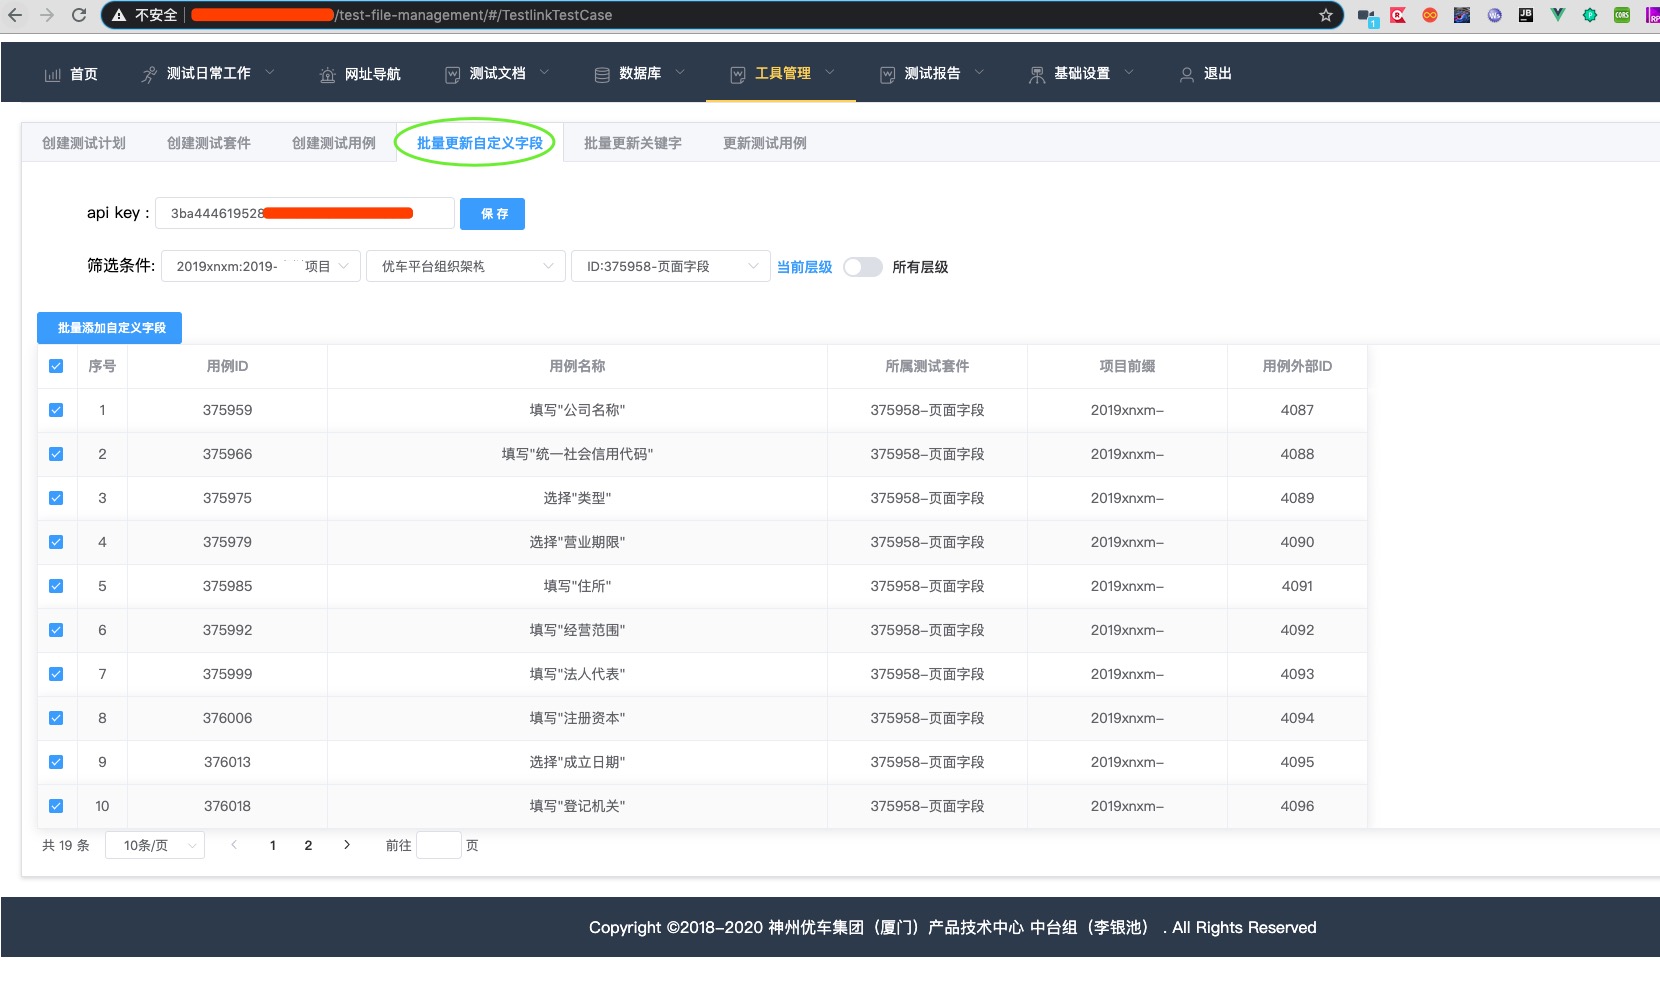 不安全 /test-file-management/#/TestlinkTestCase
首页 测试日常工作 网址导航 测试文档 数据库 工具管理 测试报告 基础设置 退出
创建测试计划 创建测试套件 创建测试用例 批量更新自定义字段 批量更新关键字 更新测试用例
api key : 3ba444619528 保 存
筛选条件: 2019xnxm:2019- 项目 优车平台组织架构 ID:375958-页面字段 当前层级 所有层级
批量添加自定义字段
序号 用例ID 用例名称 所属测试套件 项目前缀 用例外部ID
1 375959 填写"公司名称" 375958-页面字段 2019xnxm- 4087
2 375966 填写"统一社会信用代码" 375958-页面字段 2019xnxm- 4088
3 375975 选择"类型" 375958-页面字段 2019xnxm- 4089
4 375979 选择"营业期限" 375958-页面字段 2019xnxm- 4090
5 375985 填写"住所" 375958-页面字段 2019xnxm- 4091
6 375992 填写"经营范围" 375958-页面字段 2019xnxm- 4092
7 375999 填写"法人代表" 375958-页面字段 2019xnxm- 4093
8 376006 填写"注册资本" 375958-页面字段 2019xnxm- 4094
9 376013 选择"成立日期" 375958-页面字段 2019xnxm- 4095
10 376018 填写"登记机关" 375958-页面字段 2019xnxm- 4096
共 19 条 10条/页 1 2 前往 页
Copyright ©2018-2020 神州优车集团（厦门）产品技术中心 中台组（李银池） . All Rights Reserved